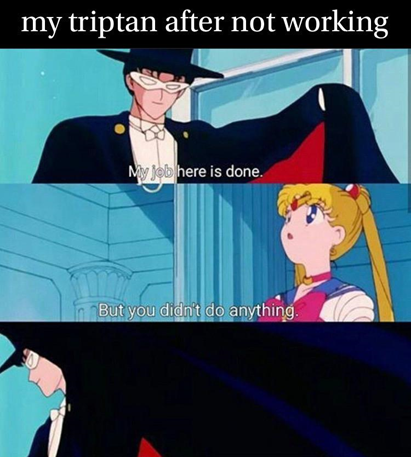 my triptan after not working
My job here is done.
But you didn't do anything.